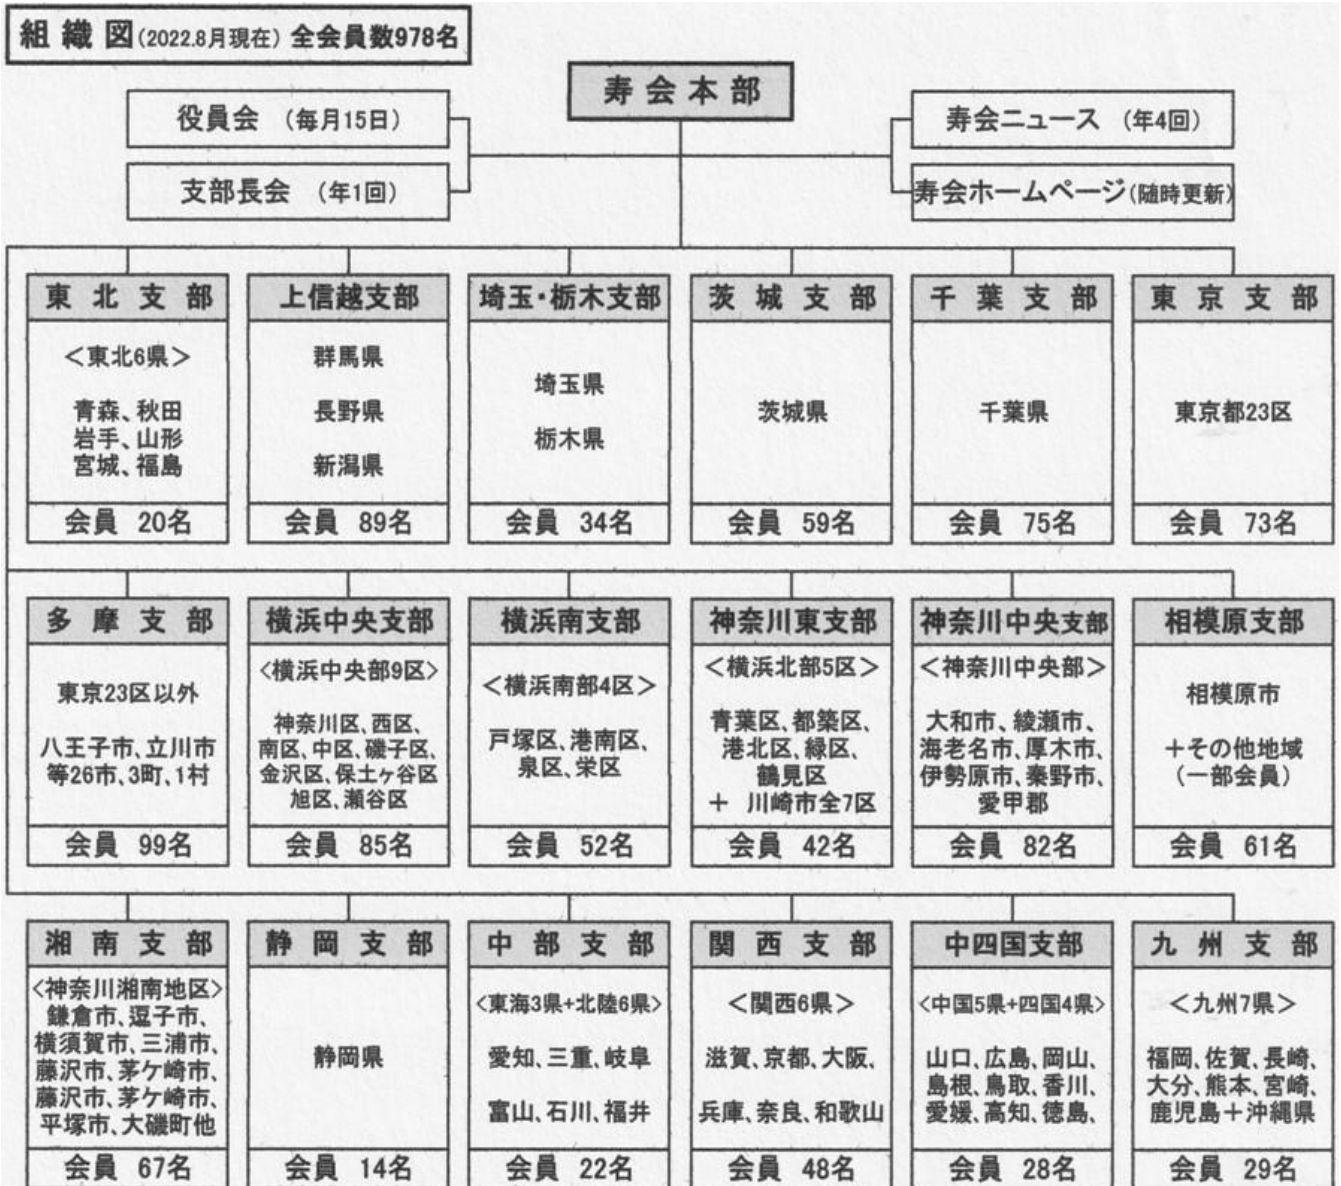 組織図(2022.8月現在) 全会員数978名
寿会本部
役員会 (毎月15日)
支部長会 (年1回)
寿会ニュース (年4回)
寿会ホームページ(随時更新)
東北支部
<東北6県>
青森、秋田
岩手、山形
宮城、福島
会員 20名
上信越支部
群馬県
長野県
新潟県
会員 89名
埼玉・栃木支部
埼玉県
栃木県
会員 34名
茨城支部
茨城県
会員 59名
千葉支部
千葉県
会員 75名
東京支部
東京都23区
会員 73名
多摩支部
東京23区以外
八王子市、立川市
等26市、3町、1村
会員 99名
横浜中央支部
<横浜中央部9区>
神奈川区、西区、
南区、中区、磯子区、
金沢区、保土ヶ谷区
旭区、瀬谷区
会員 85名
横浜南支部
<横浜南部4区>
戸塚区、港南区、
泉区、栄区
会員 52名
神奈川東支部
<横浜北部5区>
青葉区、都築区、
港北区、緑区、
鶴見区
+ 川崎市全7区
会員 42名
神奈川中央支部
<神奈川中央部>
大和市、綾瀬市、
海老名市、厚木市、
伊勢原市、秦野市、
愛甲郡
会員 82名
相模原支部
相模原市
+その他地域
(一部会員)
会員 61名
湘南支部
<神奈川湘南地区>
鎌倉市、逗子市、
横須賀市、三浦市、
藤沢市、茅ケ崎市、
藤沢市、茅ケ崎市、
平塚市、大磯町他
会員 67名
静岡支部
静岡県
会員 14名
中部支部
<東海3県+北陸6県>
愛知、三重、岐阜
富山、石川、福井
会員 22名
関西支部
<関西6県>
滋賀、京都、大阪、
兵庫、奈良、和歌山
会員 48名
中四国支部
<中国5県+四国4県>
山口、広島、岡山、
島根、鳥取、香川、
愛媛、高知、徳島、
会員 28名
九州支部
<九州7県>
福岡、佐賀、長崎、
大分、熊本、宮崎、
鹿児島+沖縄県
会員 29名